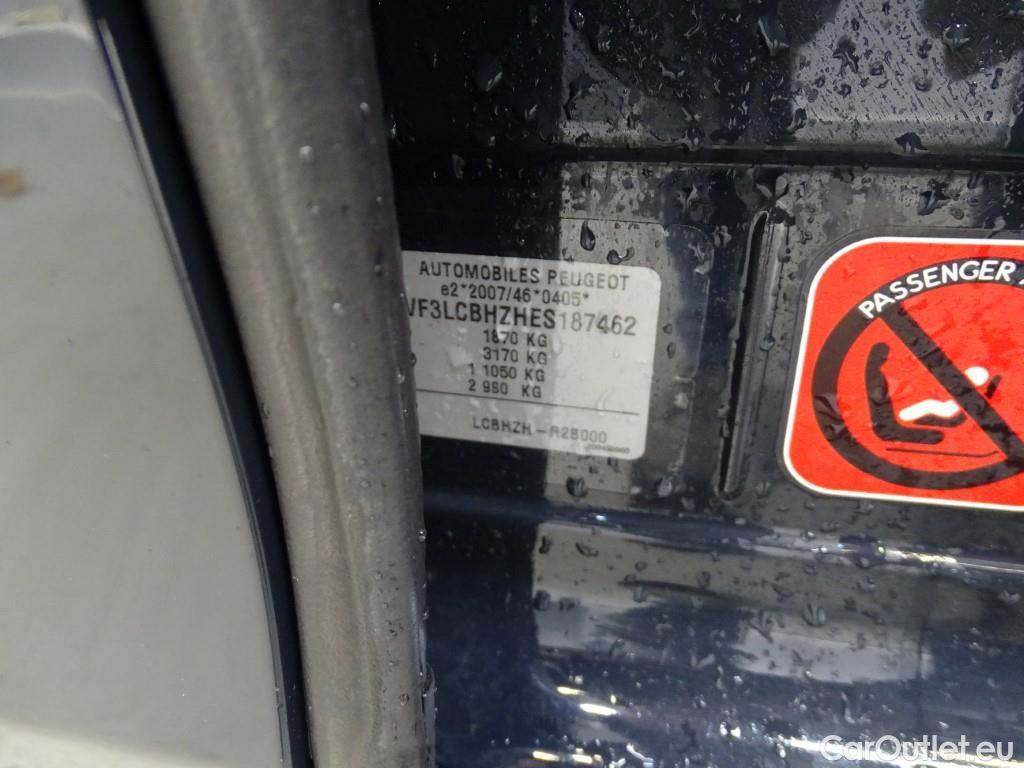 AUTOMOBILES PEUGEOT
e2*2007/46*0405*
VF3LCBHZHES187462
1870 KG
3170 KG
1 1050 KG
2 980 KG
LCBHZH-R2B000
PASSENGER
CarOutlet.eu